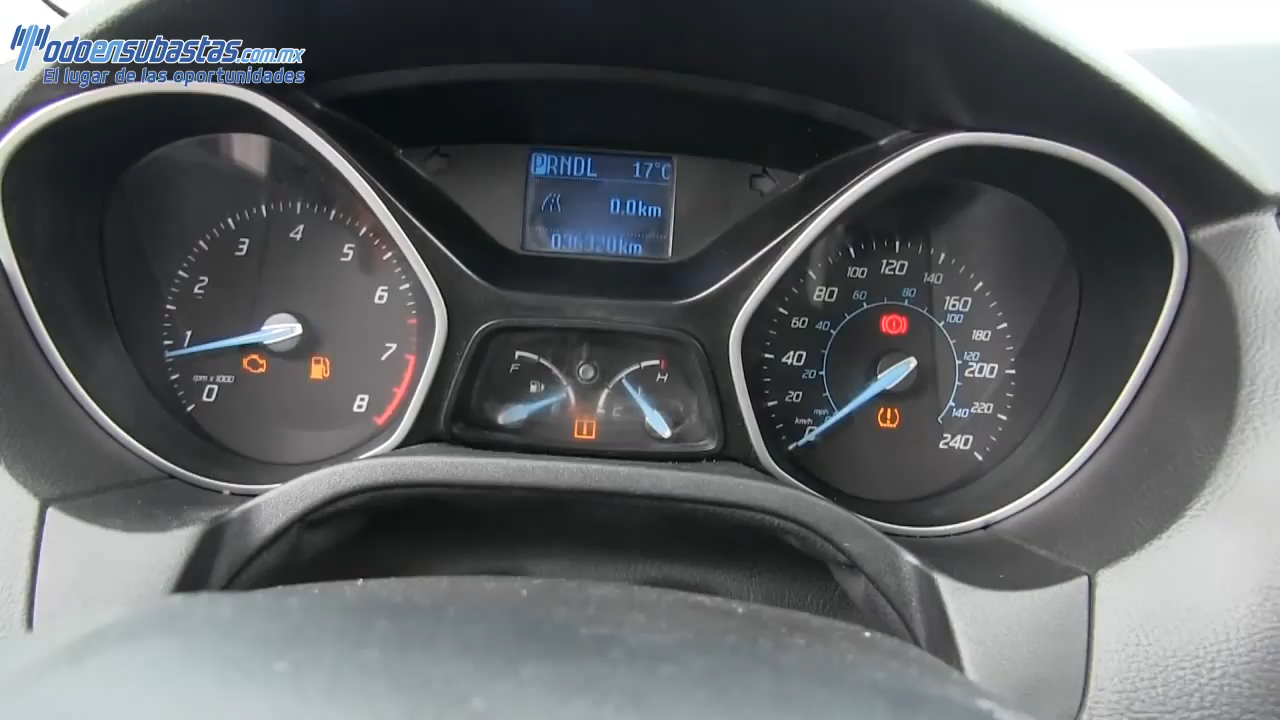 Todoensubastas.com.mx
El lugar de las oportunidades
PRNDL 17°C
0.0km
0 1 2 3 4 5 6 7 8
rpm x 1000
F
E
H
C
0 20 40 60 80 100 120 140 160 180 200 220 240
km/h
mph
20 40 60 80 100 120 140